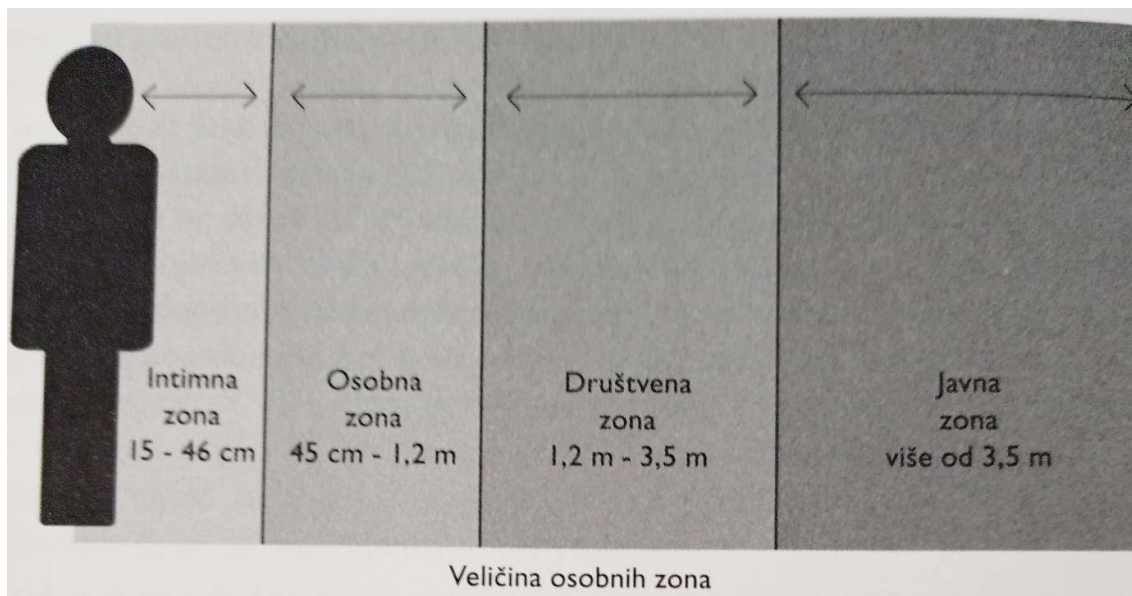 Intimna
zona
15 - 46 cm
Osobna
zona
45 cm - 1,2 m
Društvena
zona
1,2 m - 3,5 m
Javna
zona
više od 3,5 m
Veličina osobnih zona